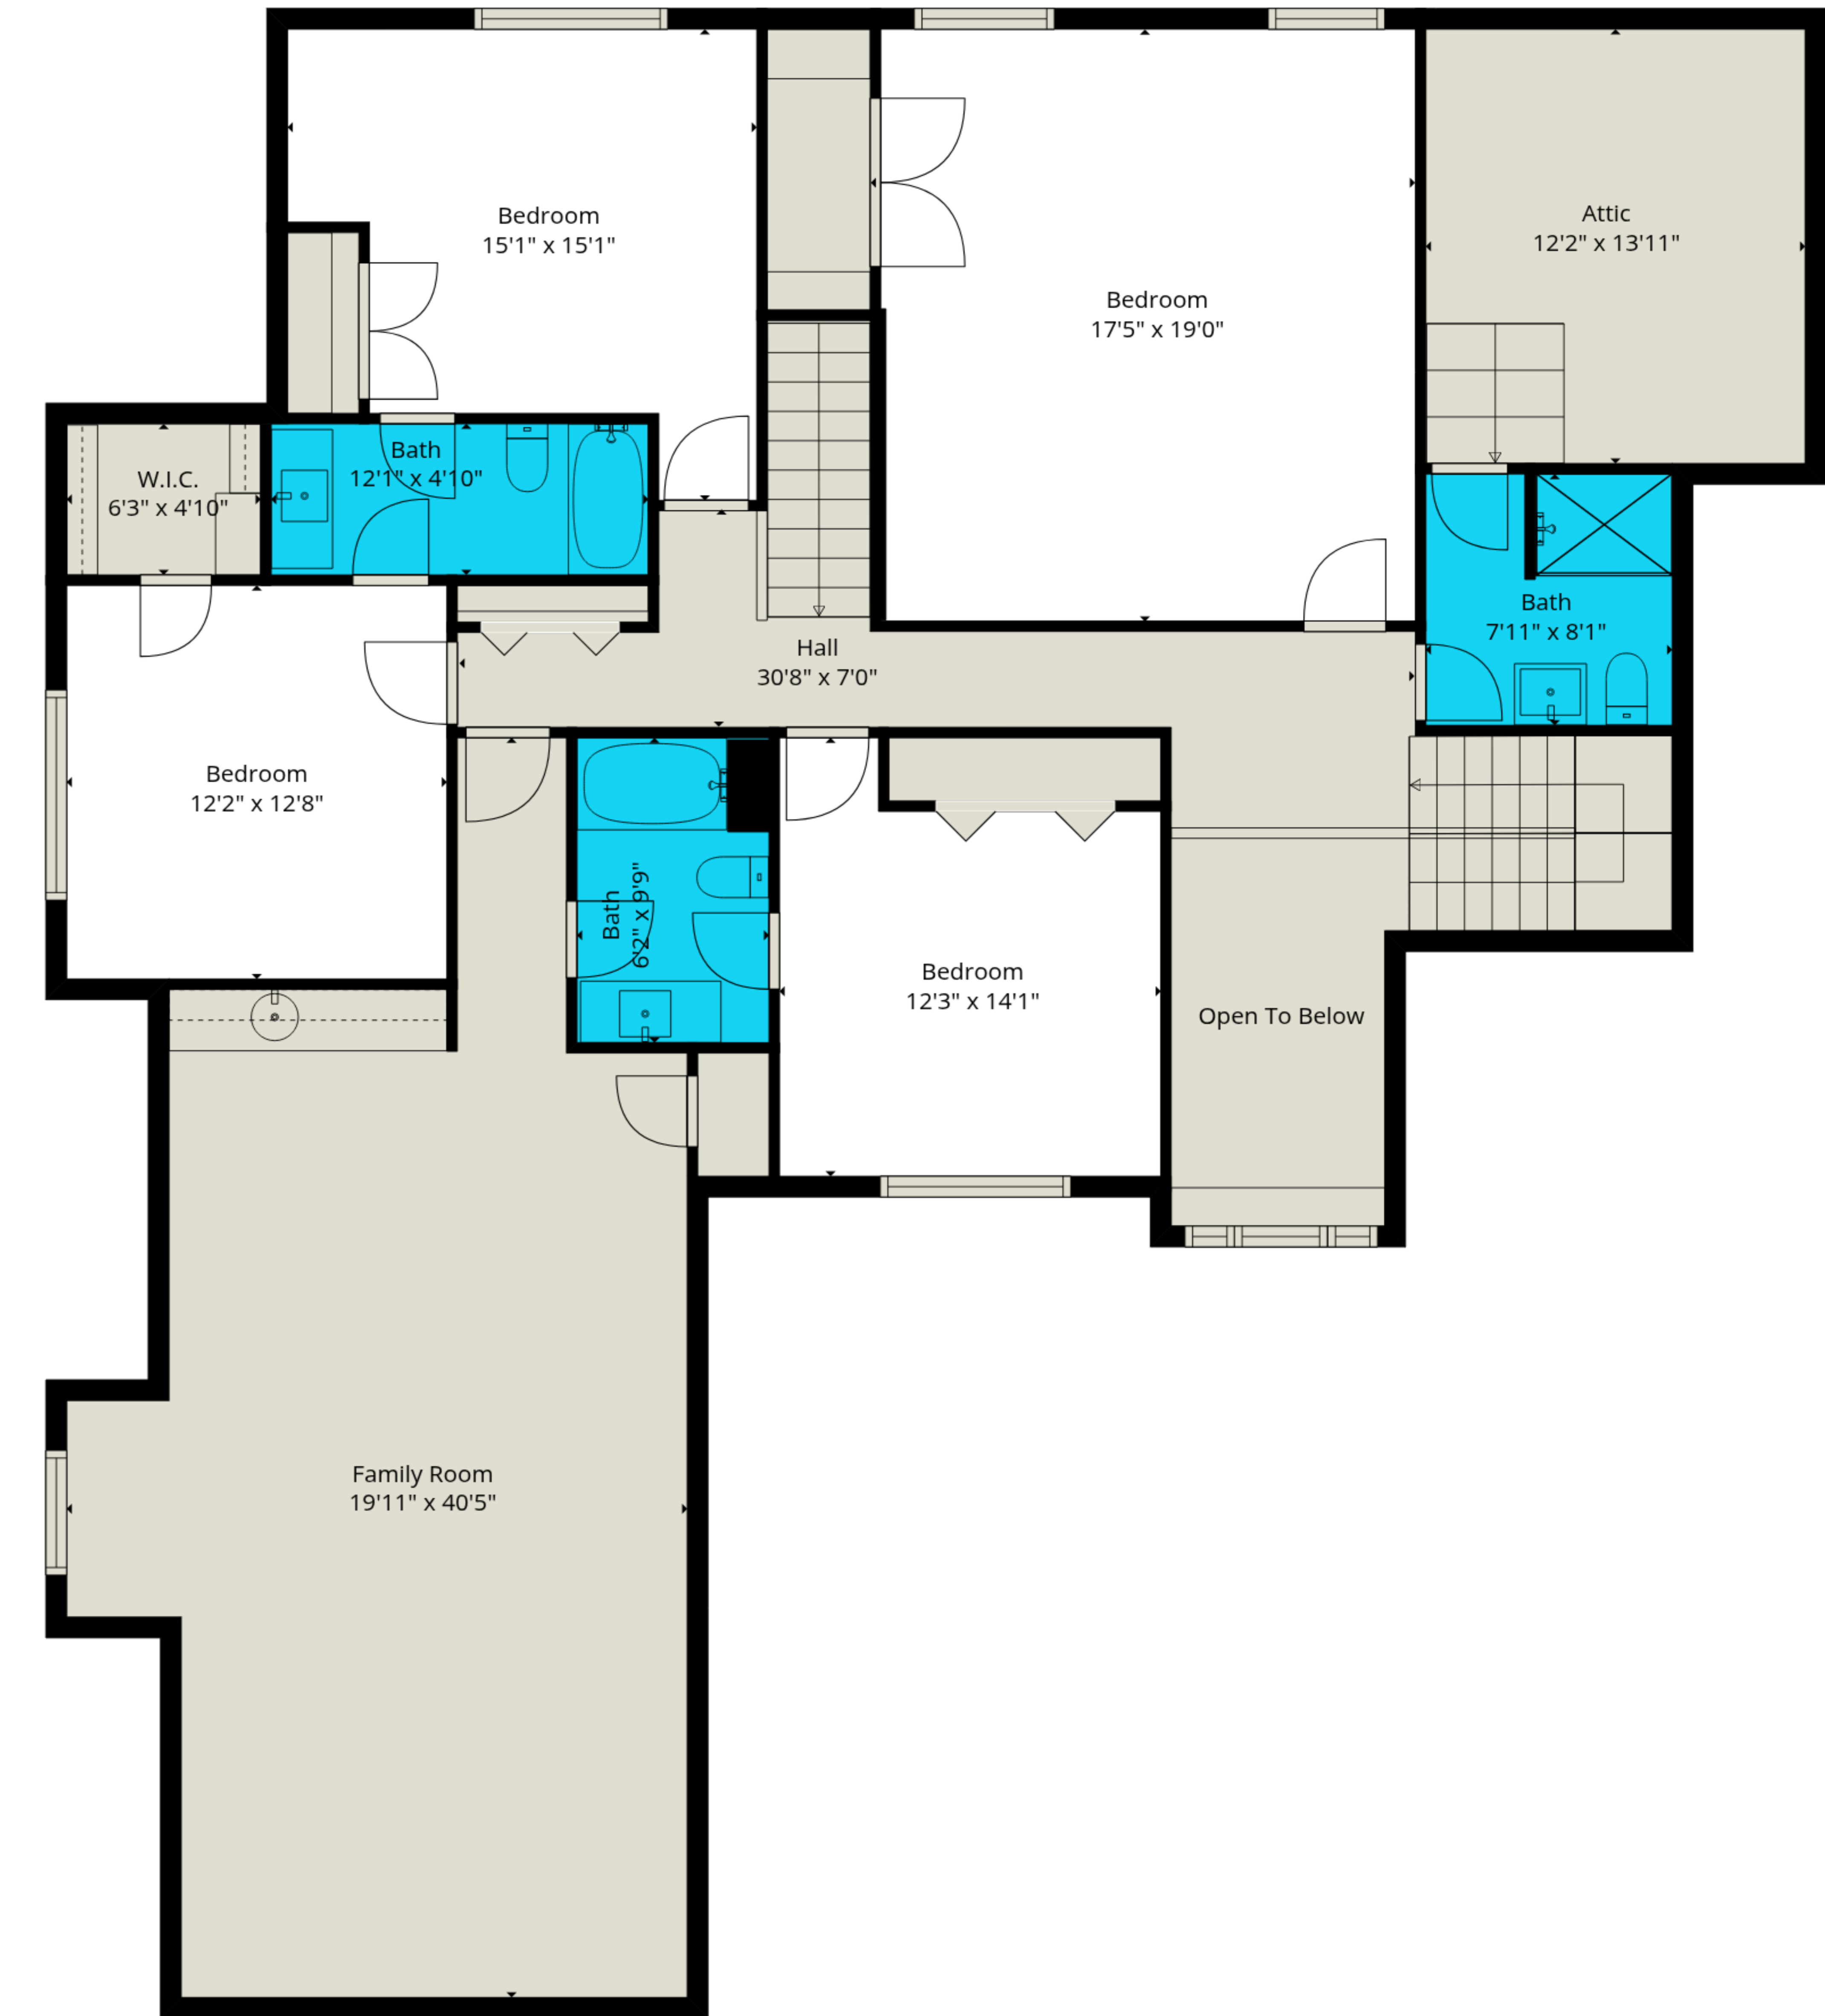 Bedroom
15'1" x 15'1"
Attic
12'2" x 13'11"
Bedroom
17'5" x 19'0"
Bath
12'1" x 4'10"
W.I.C.
6'3" x 4'10"
Bath
7'11" x 8'1"
Hall
30'8" x 7'0"
Bedroom
12'2" x 12'8"
Bath
6'2" x 9'9"
Bedroom
12'3" x 14'1"
Open To Below
Family Room
19'11" x 40'5"